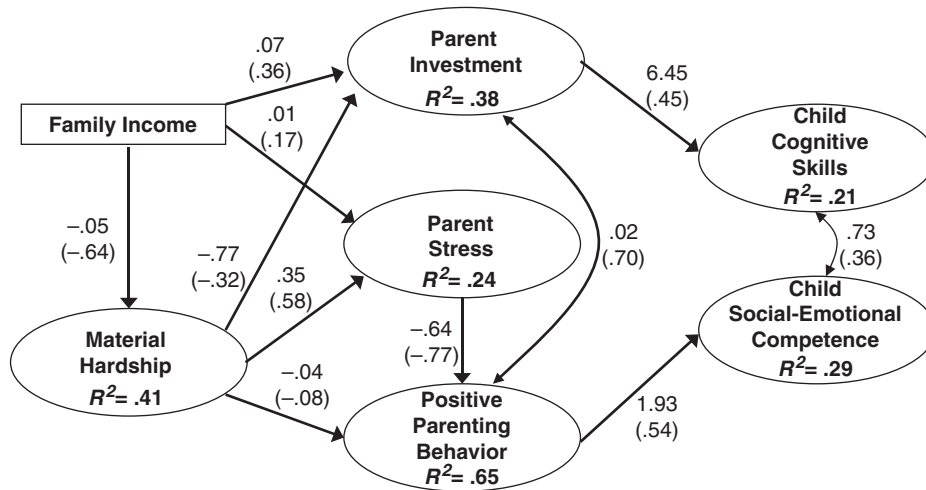 Parent
Investment
R²= .38
.07
(.36)
6.45
(.45)
Family Income
.01
(.17)
Child
Cognitive
Skills
R²= .21
–.05
(–.64)
–.77
(–.32)
Parent
Stress
R²= .24
.02
(.70)
.73
(.36)
.35
(.58)
Material
Hardship
R²= .41
–.64
(–.77)
Child
Social-Emotional
Competence
R²= .29
–.04
(–.08)
Positive
Parenting
Behavior
R²= .65
1.93
(.54)